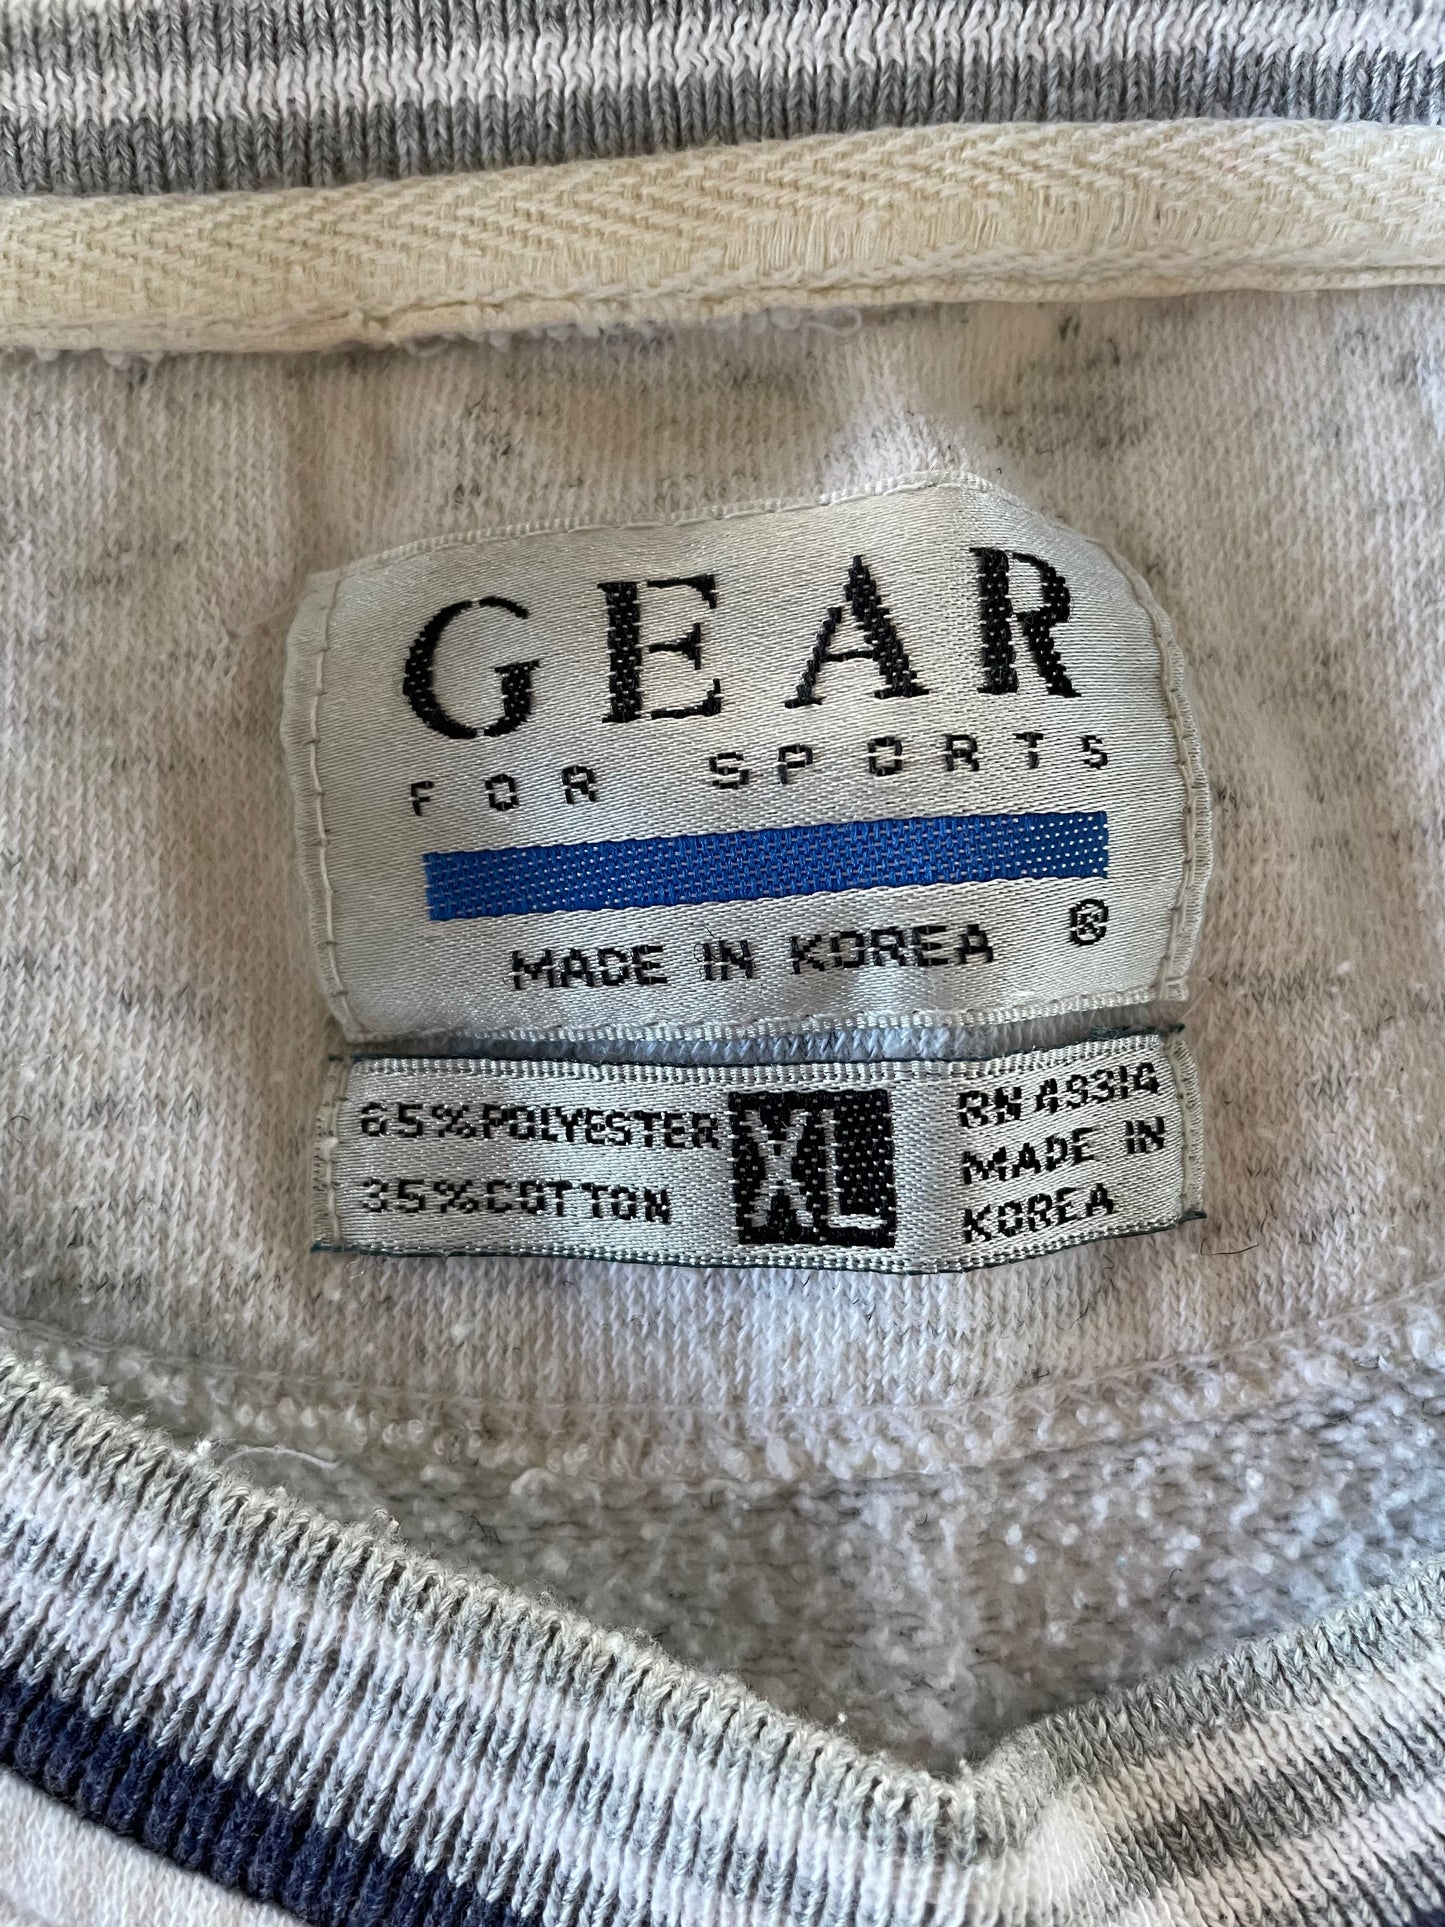 GEAR
FOR SPORTS
MADE IN KOREA ®
65% POLYESTER
35% COTTON
XL
RN 49314
MADE IN
KOREA